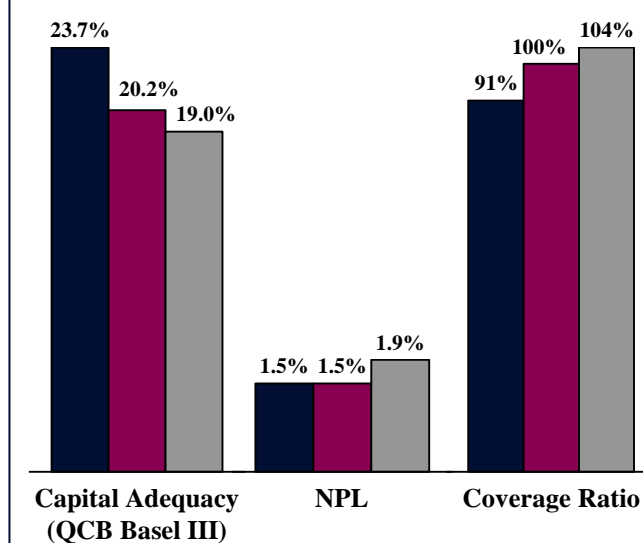 23.7%
20.2%
19.0%
1.5%
1.5%
1.9%
91%
100%
104%
Capital Adequacy
(QCB Basel III)
NPL
Coverage Ratio